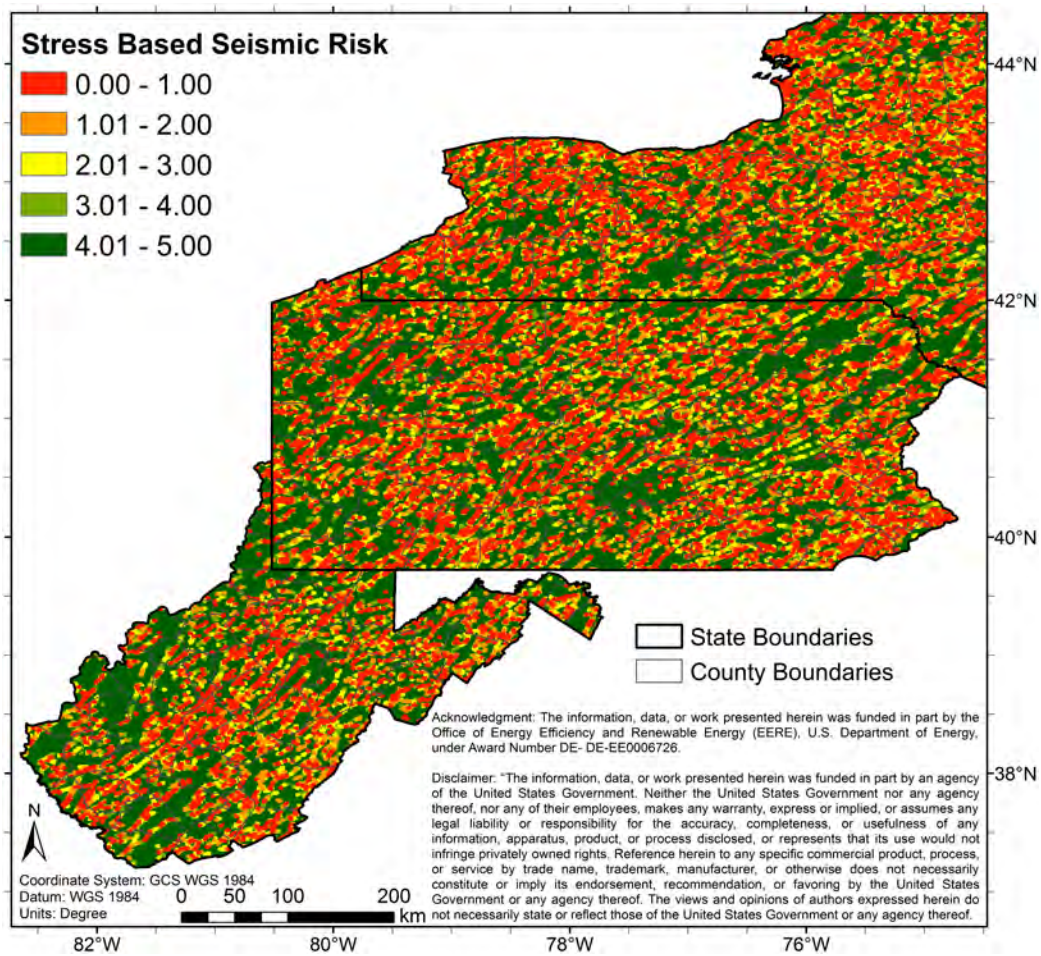 Stress Based Seismic Risk
0.00 - 1.00
1.01 - 2.00
2.01 - 3.00
3.01 - 4.00
4.01 - 5.00
44°N
42°N
40°N
State Boundaries
County Boundaries
Acknowledgment: The information, data, or work presented herein was funded in part by the
Office of Energy Efficiency and Renewable Energy (EERE), U.S. Department of Energy,
under Award Number DE- DE-EE0006726.
38°N
Disclaimer: “The information, data, or work presented herein was funded in part by an agency
of the United States Government. Neither the United States Government nor any agency
thereof, nor any of their employees, makes any warranty, express or implied, or assumes any
legal liability or responsibility for the accuracy, completeness, or usefulness of any
information, apparatus, product, or process disclosed, or represents that its use would not
infringe privately owned rights. Reference herein to any specific commercial product, process,
or service by trade name, trademark, manufacturer, or otherwise does not necessarily
constitute or imply its endorsement, recommendation, or favoring by the United States
Government or any agency thereof. The views and opinions of authors expressed herein do
not necessarily state or reflect those of the United States Government or any agency thereof.
N
Coordinate System: GCS WGS 1984
Datum: WGS 1984
Units: Degree
0 50 100 200
km
82°W 80°W 78°W 76°W